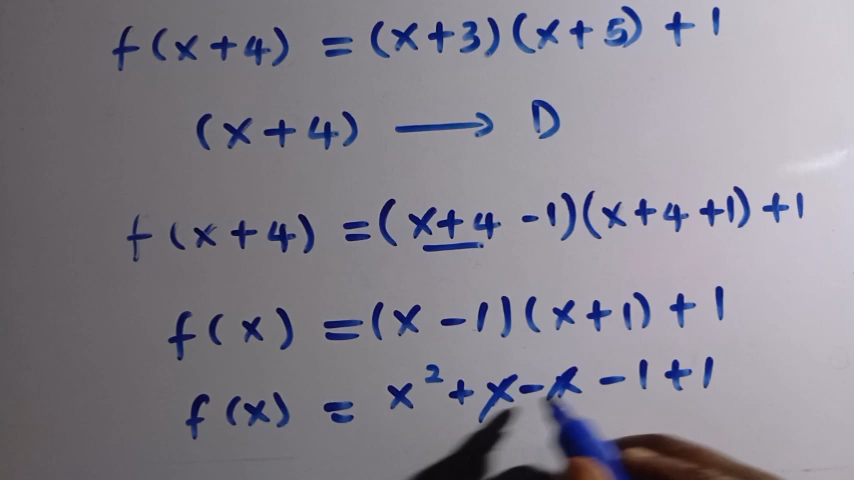 f(x+4) = (x+3)(x+5)+1
(x+4) ⟶ D
f(x+4) = (x+4-1)(x+4+1)+1
f(x) = (x-1)(x+1)+1
f(x) = x²+x-x-1+1